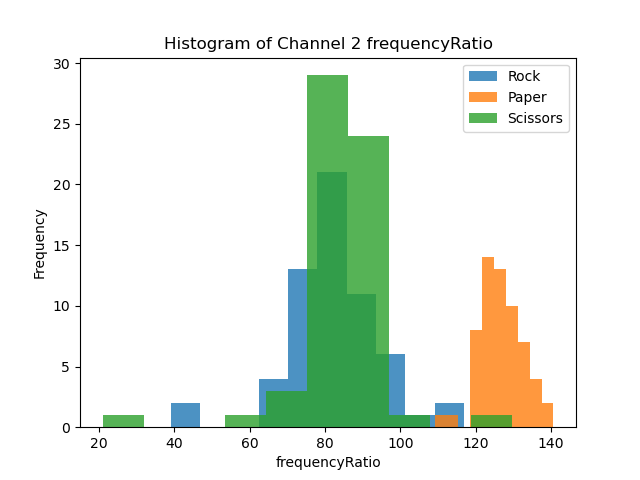 Histogram of Channel 2 frequencyRatio
Rock
Paper
Scissors
30
25
20
15
10
5
0
Frequency
20 40 60 80 100 120 140
frequencyRatio